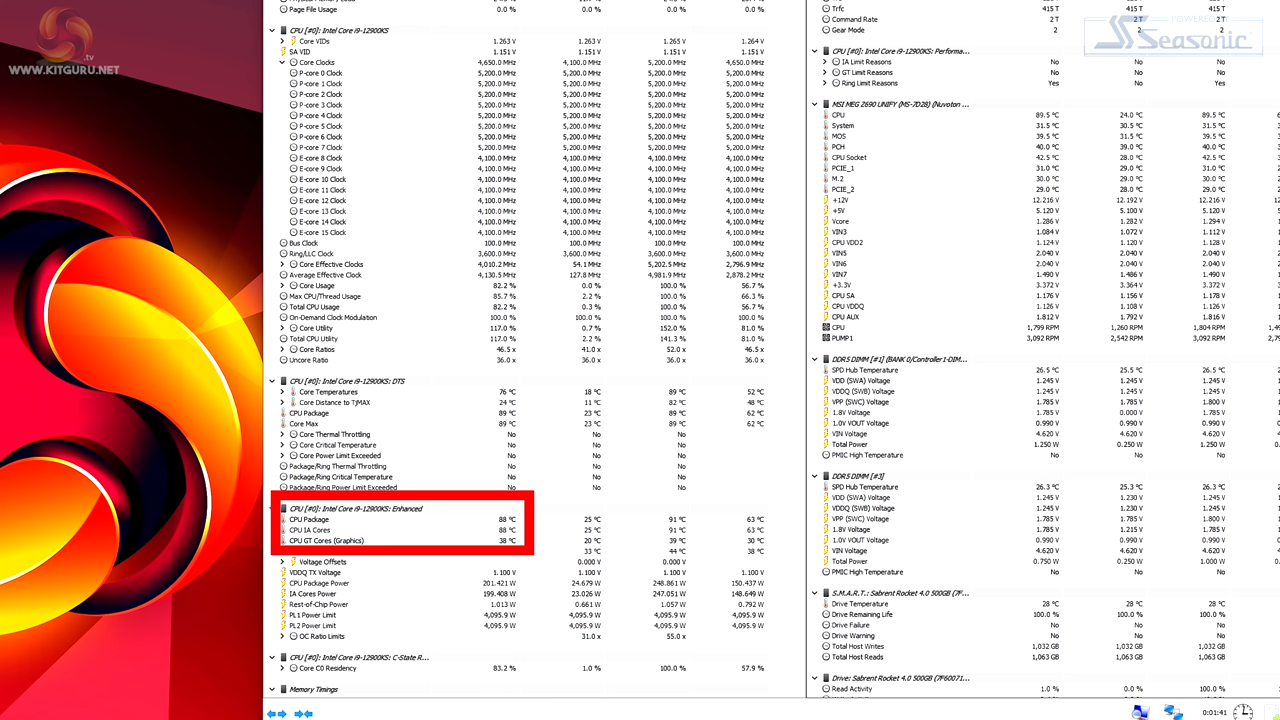 .tv
WWW.KITGURU.NET
Page File Usage 0.0 % 0.0 % 0.0 % 0.0 %
CPU [#0]: Intel Core i9-12900KS
Core VIDs 1.263 V 1.263 V 1.265 V 1.264 V
SA VID 1.151 V 1.151 V 1.151 V 1.151 V
Core Clocks 4,650.0 MHz 4,100.0 MHz 5,200.0 MHz 4,650.0 MHz
P-core 0 Clock 5,200.0 MHz 5,200.0 MHz 5,200.0 MHz 5,200.0 MHz
P-core 1 Clock 5,200.0 MHz 5,200.0 MHz 5,200.0 MHz 5,200.0 MHz
P-core 2 Clock 5,200.0 MHz 5,200.0 MHz 5,200.0 MHz 5,200.0 MHz
P-core 3 Clock 5,200.0 MHz 5,200.0 MHz 5,200.0 MHz 5,200.0 MHz
P-core 4 Clock 5,200.0 MHz 5,200.0 MHz 5,200.0 MHz 5,200.0 MHz
P-core 5 Clock 5,200.0 MHz 5,200.0 MHz 5,200.0 MHz 5,200.0 MHz
P-core 6 Clock 5,200.0 MHz 5,200.0 MHz 5,200.0 MHz 5,200.0 MHz
P-core 7 Clock 5,200.0 MHz 5,200.0 MHz 5,200.0 MHz 5,200.0 MHz
E-core 8 Clock 4,100.0 MHz 4,100.0 MHz 4,100.0 MHz 4,100.0 MHz
E-core 9 Clock 4,100.0 MHz 4,100.0 MHz 4,100.0 MHz 4,100.0 MHz
E-core 10 Clock 4,100.0 MHz 4,100.0 MHz 4,100.0 MHz 4,100.0 MHz
E-core 11 Clock 4,100.0 MHz 4,100.0 MHz 4,100.0 MHz 4,100.0 MHz
E-core 12 Clock 4,100.0 MHz 4,100.0 MHz 4,100.0 MHz 4,100.0 MHz
E-core 13 Clock 4,100.0 MHz 4,100.0 MHz 4,100.0 MHz 4,100.0 MHz
E-core 14 Clock 4,100.0 MHz 4,100.0 MHz 4,100.0 MHz 4,100.0 MHz
E-core 15 Clock 4,100.0 MHz 4,100.0 MHz 4,100.0 MHz 4,100.0 MHz
Bus Clock 100.0 MHz 100.0 MHz 100.0 MHz 100.0 MHz
Ring/LLC Clock 3,600.0 MHz 3,600.0 MHz 3,600.0 MHz 3,600.0 MHz
Core Effective Clocks 4,010.2 MHz 54.1 MHz 5,202.5 MHz 2,796.9 MHz
Average Effective Clock 4,130.5 MHz 127.8 MHz 4,981.9 MHz 2,878.2 MHz
Core Usage 82.2 % 0.0 % 100.0 % 56.7 %
Max CPU/Thread Usage 85.7 % 2.2 % 100.0 % 66.3 %
Total CPU Usage 82.2 % 0.3 % 100.0 % 56.7 %
On-Demand Clock Modulation 100.0 % 100.0 % 100.0 % 100.0 %
Core Utility 117.0 % 0.7 % 152.0 % 81.0 %
Total CPU Utility 117.0 % 2.2 % 141.3 % 81.0 %
Core Ratios 46.5 x 41.0 x 52.0 x 46.5 x
Uncore Ratio 36.0 x 36.0 x 36.0 x 36.0 x
CPU [#0]: Intel Core i9-12900KS: DTS
Core Temperatures 76 °C 18 °C 89 °C 52 °C
Core Distance to TjMAX 24 °C 11 °C 82 °C 48 °C
CPU Package 89 °C 23 °C 89 °C 62 °C
Core Max 89 °C 23 °C 89 °C 62 °C
Core Thermal Throttling No No No
Core Critical Temperature No No No
Core Power Limit Exceeded No No No
Package/Ring Thermal Throttling No No No
Package/Ring Critical Temperature No No No
Package/Ring Power Limit Exceeded No No No
CPU [#0]: Intel Core i9-12900KS: Enhanced
CPU Package 88 °C 25 °C 91 °C 63 °C
CPU IA Cores 88 °C 25 °C 91 °C 63 °C
CPU GT Cores (Graphics) 38 °C 20 °C 39 °C 30 °C
33 °C 44 °C 38 °C
Voltage Offsets 0.000 V 0.000 V
VDDQ TX Voltage 1.100 V 1.100 V 1.100 V 1.100 V
CPU Package Power 201.421 W 24.679 W 248.861 W 150.437 W
IA Cores Power 199.408 W 23.026 W 247.051 W 148.649 W
Rest-of-Chip Power 1.013 W 0.661 W 1.057 W 0.792 W
PL1 Power Limit 4,095.9 W 4,095.9 W 4,095.9 W 4,095.9 W
PL2 Power Limit 4,095.9 W 4,095.9 W 4,095.9 W 4,095.9 W
OC Ratio Limits 31.0 x 55.0 x
CPU [#0]: Intel Core i9-12900KS: C-State R...
Core C0 Residency 83.2 % 1.0 % 100.0 % 57.9 %
Memory Timings
Trfc 415 T 415 T 415 T
Command Rate 2 T 2 T 2 T
Gear Mode 2 2 2
POWERED BY
Seasonic
CPU [#0]: Intel Core i9-12900KS: Performa...
IA Limit Reasons No No No
GT Limit Reasons No No No
Ring Limit Reasons Yes No Yes
MSI MEG Z690 UNIFY (MS-7D28) (Nuvoton ...
CPU 89.5 °C 24.0 °C 89.5 °C
System 31.5 °C 30.5 °C 31.5 °C
MOS 39.5 °C 31.5 °C 39.5 °C
PCH 40.0 °C 39.0 °C 40.0 °C
CPU Socket 42.5 °C 28.0 °C 42.5 °C
PCIE_1 31.0 °C 29.0 °C 31.0 °C
M.2 30.0 °C 29.0 °C 30.0 °C
PCIE_2 29.0 °C 28.0 °C 29.0 °C
+12V 12.216 V 12.192 V 12.216 V
+5V 5.120 V 5.100 V 5.120 V
Vcore 1.286 V 1.282 V 1.294 V
VIN3 1.084 V 1.072 V 1.112 V
CPU VDD2 1.124 V 1.120 V 1.128 V
VIN5 2.040 V 2.040 V 2.040 V
VIN6 2.040 V 2.040 V 2.040 V
VIN7 1.490 V 1.486 V 1.490 V
+3.3V 3.372 V 3.364 V 3.372 V
CPU SA 1.176 V 1.156 V 1.178 V
CPU VDDQ 1.110 V 1.108 V 1.110 V
CPU AUX 1.812 V 1.792 V 1.816 V
CPU 1,799 RPM 1,260 RPM 1,804 RPM
PUMP1 3,092 RPM 2,542 RPM 3,092 RPM
DDR5 DIMM [#1] (BANK 0/Controller1-DIM...
SPD Hub Temperature 26.5 °C 25.5 °C 26.5 °C
VDD (SWA) Voltage 1.245 V 1.245 V 1.245 V
VDDQ (SWB) Voltage 1.245 V 1.245 V 1.245 V
VPP (SWC) Voltage 1.785 V 1.785 V 1.800 V
1.8V Voltage 1.785 V 0.000 V 1.785 V
1.0V VOUT Voltage 0.990 V 0.990 V 0.990 V
VIN Voltage 4.620 V 4.620 V 4.620 V
Total Power 1.250 W 0.250 W 1.250 W
PMIC High Temperature No No No
DDR5 DIMM [#3]
SPD Hub Temperature 26.3 °C 25.3 °C 26.3 °C
VDD (SWA) Voltage 1.245 V 1.230 V 1.245 V
VDDQ (SWB) Voltage 1.245 V 1.230 V 1.245 V
VPP (SWC) Voltage 1.785 V 1.785 V 1.785 V
1.8V Voltage 1.785 V 1.215 V 1.785 V
1.0V VOUT Voltage 0.990 V 0.990 V 0.990 V
VIN Voltage 4.620 V 4.620 V 4.620 V
Total Power 0.750 W 0.250 W 1.000 W
PMIC High Temperature No No No
S.M.A.R.T.: Sabrent Rocket 4.0 500GB (7F...
Drive Temperature 28 °C 28 °C 28 °C
Drive Remaining Life 100.0 % 100.0 % 100.0 %
Drive Failure No No No
Drive Warning No No No
Total Host Writes 1,032 GB 1,032 GB 1,032 GB
Total Host Reads 1,063 GB 1,063 GB 1,063 GB
Drive: Sabrent Rocket 4.0 500GB (7F60071...
Read Activity 1.0 % 0.0 % 100.0 %
0:01:41